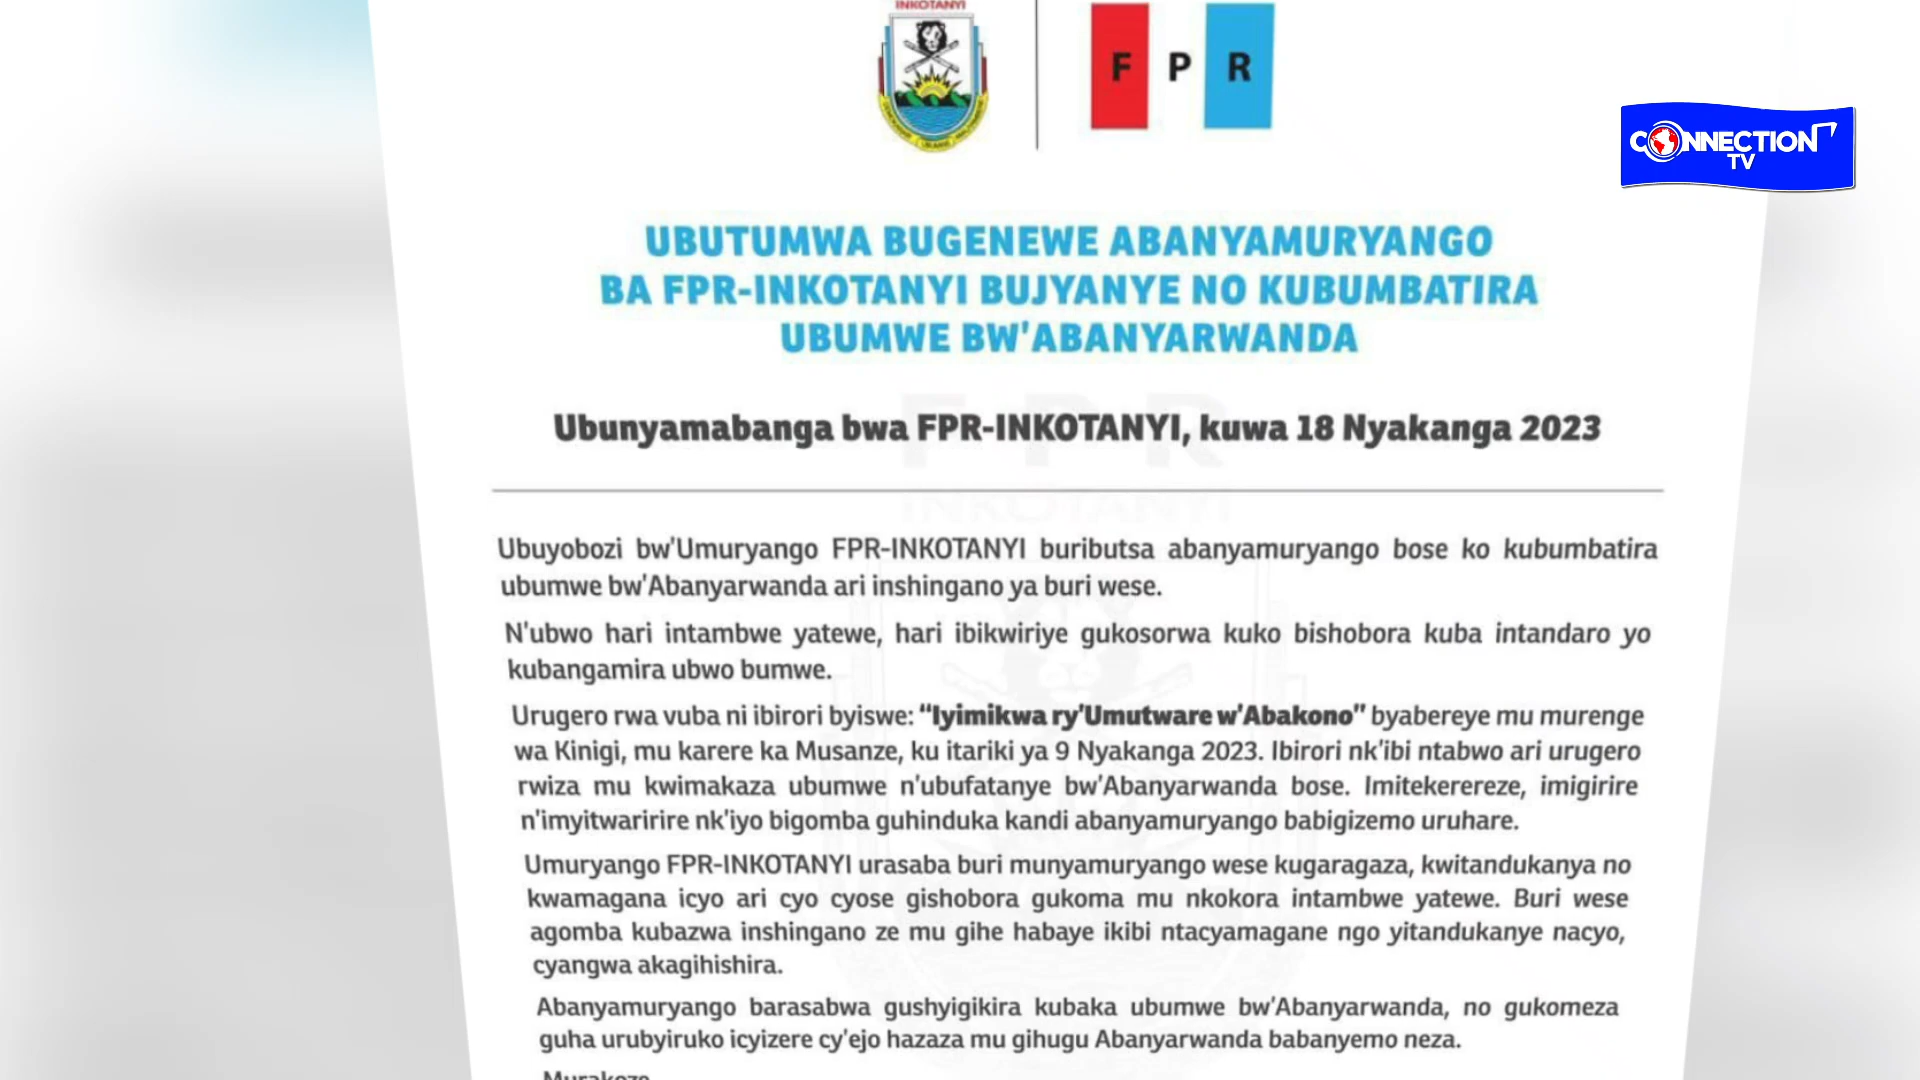 INKOTANYI
F P R
CONNECTION
TV
UBUTUMWA BUGENEWE ABANYAMURYANGO
BA FPR-INKOTANYI BUJYANYE NO KUBUMBATIRA
UBUMWE BW'ABANYARWANDA
Ubunyamabanga bwa FPR-INKOTANYI, kuwa 18 Nyakanga 2023
F P R
INKOTANYI
Ubuyobozi bw'Umuryango FPR-INKOTANYI buributsa abanyamuryango bose ko kubumbatira
ubumwe bw'Abanyarwanda ari inshingano ya buri wese.
N'ubwo hari intambwe yatewe, hari ibikwiriye gukosorwa kuko bishobora kuba intandaro yo
kubangamira ubwo bumwe.
Urugero rwa vuba ni ibirori byiswe: “Iyimikwa ry'Umutware w'Abakono” byabereye mu murenge
wa Kinigi, mu karere ka Musanze, ku itariki ya 9 Nyakanga 2023. Ibirori nk'ibi ntabwo ari urugero
rwiza mu kwimakaza ubumwe n'ubufatanye bw'Abanyarwanda bose. Imitekerereze, imigirire
n'imyitwaririre nk'iyo bigomba guhinduka kandi abanyamuryango babigizemo uruhare.
Umuryango FPR-INKOTANYI urasaba buri munyamuryango wese kugaragaza, kwitandukanya no
kwamagana icyo ari cyo cyose gishobora gukoma mu nkokora intambwe yatewe. Buri wese
agomba kubazwa inshingano ze mu gihe habaye ikibi ntacyamagane ngo yitandukanye nacyo,
cyangwa akagihishira.
Abanyamuryango barasabwa gushyigikira kubaka ubumwe bw'Abanyarwanda, no gukomeza
guha urubyiruko icyizere cy'ejo hazaza mu gihugu Abanyarwanda babanyemo neza.
Murakoze